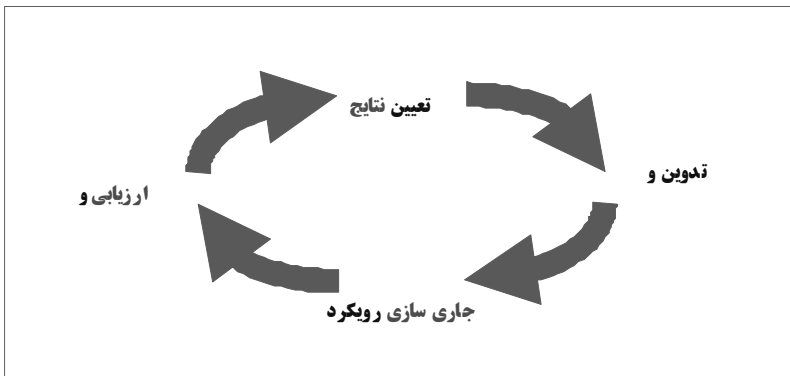 تعیین نتایج
تدوین و
ارزیابی و
جاری سازی رویکرد